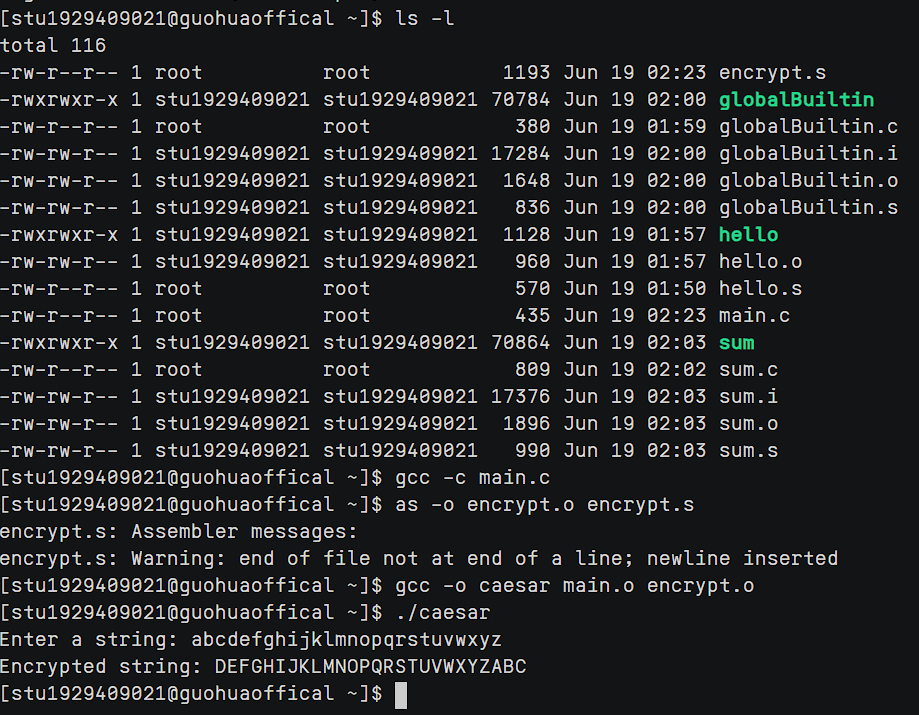 [stu1929409021@guohuaoffical ~]$ ls -l
total 116
-rw-r--r-- 1 root          root           1193 Jun 19 02:23 encrypt.s
-rwxrwxr-x 1 stu1929409021 stu1929409021 70784 Jun 19 02:00 globalBuiltin
-rw-r--r-- 1 root          root            380 Jun 19 01:59 globalBuiltin.c
-rw-rw-r-- 1 stu1929409021 stu1929409021 17284 Jun 19 02:00 globalBuiltin.i
-rw-rw-r-- 1 stu1929409021 stu1929409021  1648 Jun 19 02:00 globalBuiltin.o
-rw-rw-r-- 1 stu1929409021 stu1929409021   836 Jun 19 02:00 globalBuiltin.s
-rwxrwxr-x 1 stu1929409021 stu1929409021  1128 Jun 19 01:57 hello
-rw-rw-r-- 1 stu1929409021 stu1929409021   960 Jun 19 01:57 hello.o
-rw-r--r-- 1 root          root            570 Jun 19 01:50 hello.s
-rw-r--r-- 1 root          root            435 Jun 19 02:23 main.c
-rwxrwxr-x 1 stu1929409021 stu1929409021 70864 Jun 19 02:03 sum
-rw-r--r-- 1 root          root            809 Jun 19 02:02 sum.c
-rw-rw-r-- 1 stu1929409021 stu1929409021 17376 Jun 19 02:03 sum.i
-rw-rw-r-- 1 stu1929409021 stu1929409021  1896 Jun 19 02:03 sum.o
-rw-rw-r-- 1 stu1929409021 stu1929409021   990 Jun 19 02:03 sum.s
[stu1929409021@guohuaoffical ~]$ gcc -c main.c
[stu1929409021@guohuaoffical ~]$ as -o encrypt.o encrypt.s
encrypt.s: Assembler messages:
encrypt.s: Warning: end of file not at end of a line; newline inserted
[stu1929409021@guohuaoffical ~]$ gcc -o caesar main.o encrypt.o
[stu1929409021@guohuaoffical ~]$ ./caesar
Enter a string: abcdefghijklmnopqrstuvwxyz
Encrypted string: DEFGHIJKLMNOPQRSTUVWXYZABC
[stu1929409021@guohuaoffical ~]$